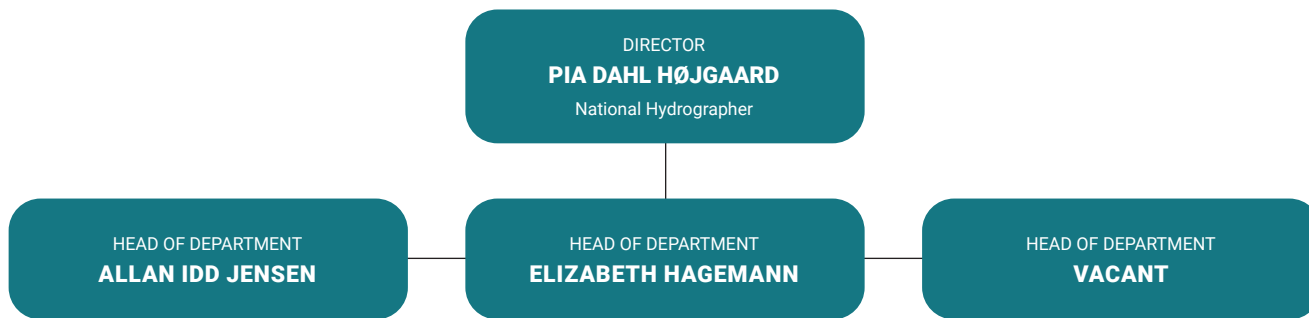 DIRECTOR
PIA DAHL HØJGAARD
National Hydrographer
HEAD OF DEPARTMENT
ALLAN IDD JENSEN
HEAD OF DEPARTMENT
ELIZABETH HAGEMANN
HEAD OF DEPARTMENT
VACANT